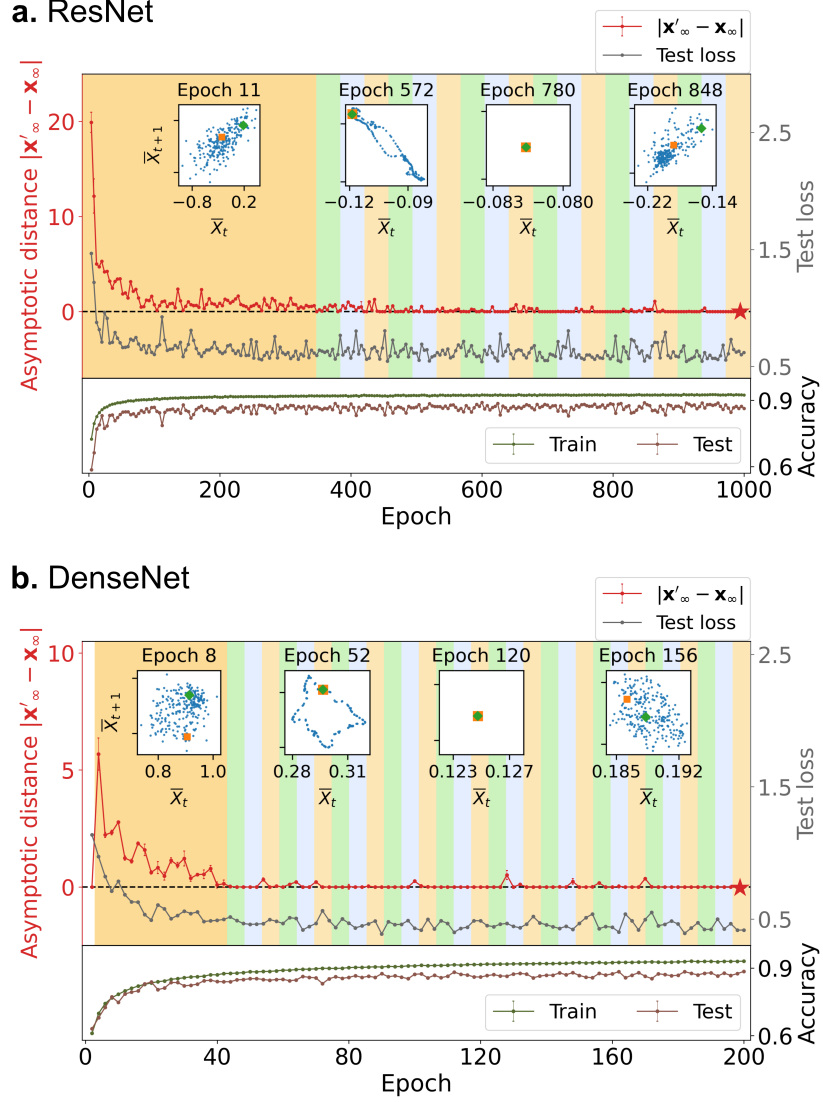 a. ResNet
|x′∞ − x∞|
Test loss
Asymptotic distance |x′∞ − x∞|
20
10
0
Epoch 11
X̅t+1
−0.8 0.2
X̅t
Epoch 572
−0.12 −0.09
X̅t
Epoch 780
−0.083 −0.080
X̅t
Epoch 848
−0.22 −0.14
X̅t
2.5
1.5
0.5
Test loss
Train Test
0.9
0.6
Accuracy
0 200 400 600 800 1000
Epoch
b. DenseNet
|x′∞ − x∞|
Test loss
Asymptotic distance |x′∞ − x∞|
10
5
0
Epoch 8
X̅t+1
0.8 1.0
X̅t
Epoch 52
0.28 0.31
X̅t
Epoch 120
0.123 0.127
X̅t
Epoch 156
0.185 0.192
X̅t
2.5
1.5
0.5
Test loss
Train Test
0.9
0.6
Accuracy
0 40 80 120 160 200
Epoch